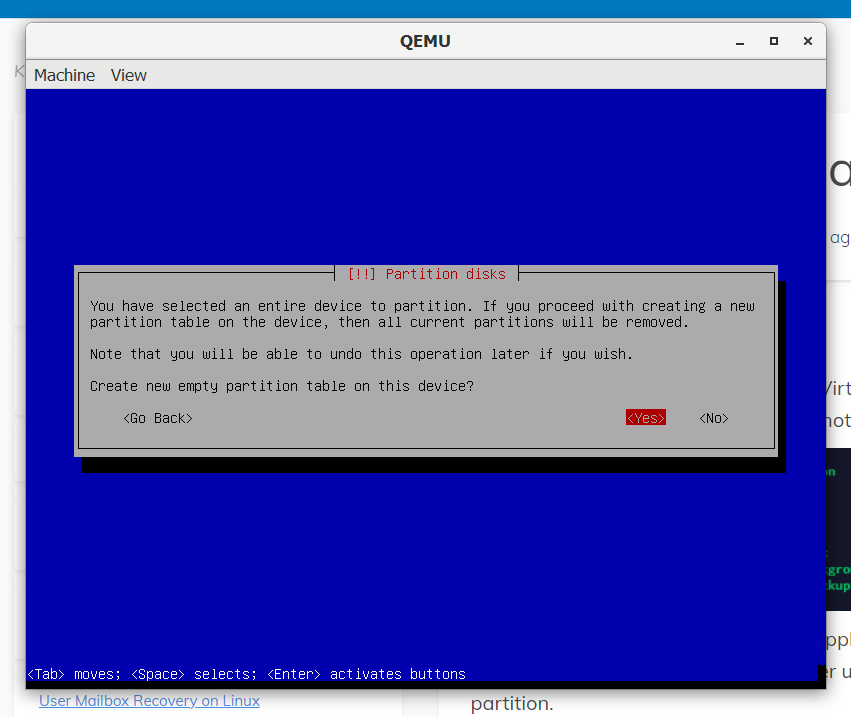 QEMU
K
Machine View
[!!] Partition disks
You have selected an entire device to partition. If you proceed with creating a new
partition table on the device, then all current partitions will be removed.
Note that you will be able to undo this operation later if you wish.
Create new empty partition table on this device?
<Go Back> <Yes> <No>
<Tab> moves; <Space> selects; <Enter> activates buttons
ag
User Mailbox Recovery on Linux
partition.